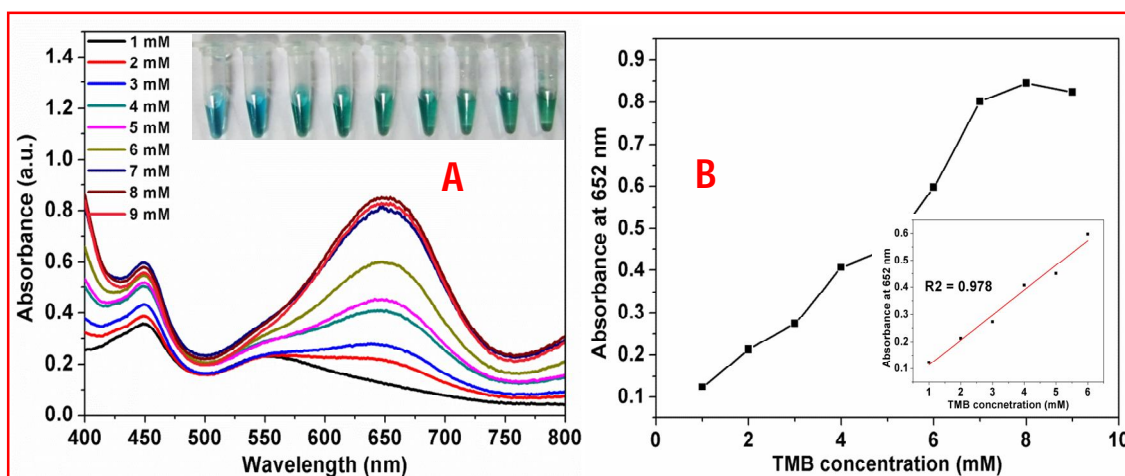 1.4
1.2
1.0
0.8
0.6
0.4
0.2
0.0
Absorbance (a.u.)
1 mM
2 mM
3 mM
4 mM
5 mM
6 mM
7 mM
8 mM
9 mM
A
400 450 500 550 600 650 700 750 800
Wavelength (nm)
0.9
0.8
0.7
0.6
0.5
0.4
0.3
0.2
0.1
Absorbance at 652 nm
B
0 2 4 6 8 10
TMB concentration (mM)
0.6
0.5
0.4
0.3
0.2
0.1
Absorbance at 652 nm
R2 = 0.978
1 2 3 4 5 6
TMB concnetration (mM)